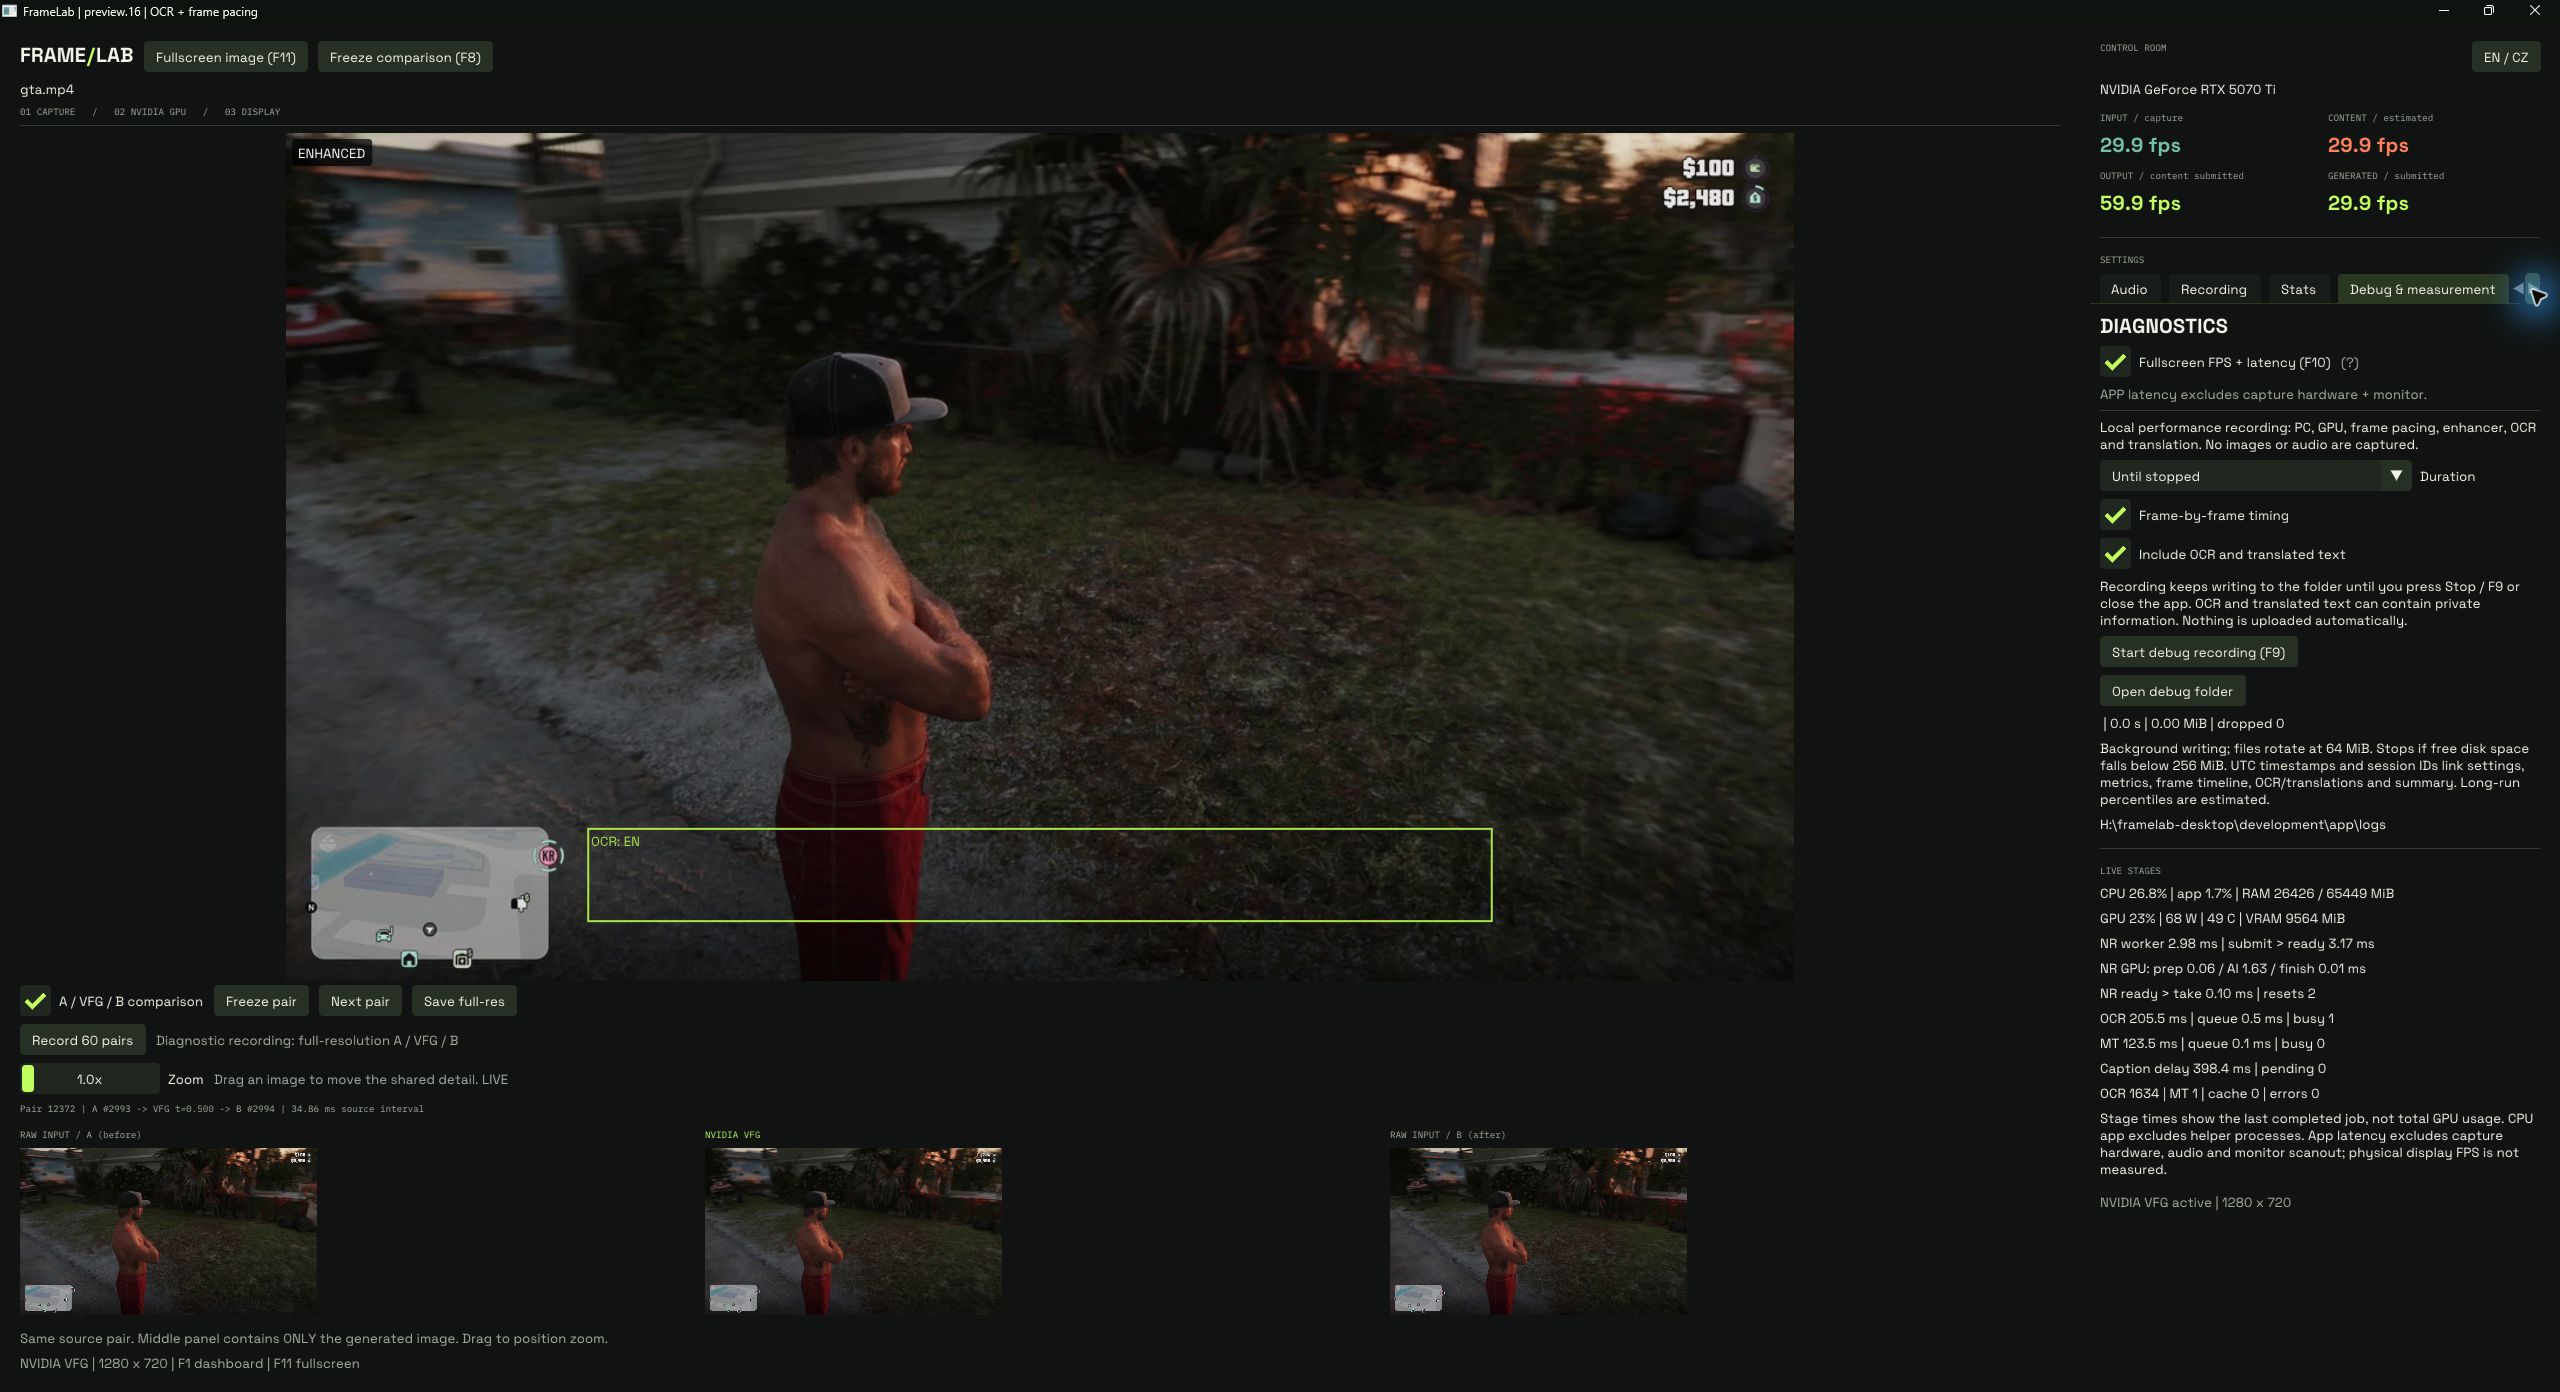 FrameLab | preview.16 | OCR + frame pacing
FRAME/LAB
Fullscreen image (F11)
Freeze comparison (F8)
gta.mp4
01 CAPTURE / 02 NVIDIA GPU / 03 DISPLAY
ENHANCED
$100
$2,480
KR
N
OCR: EN
A / VFG / B comparison
Freeze pair
Next pair
Save full-res
Record 60 pairs
Diagnostic recording: full-resolution A / VFG / B
1.0x
Zoom
Drag an image to move the shared detail. LIVE
Pair 12372 | A #2993 -> VFG t=0.500 -> B #2994 | 34.86 ms source interval
RAW INPUT / A (before)
NVIDIA VFG
RAW INPUT / B (after)
Same source pair. Middle panel contains ONLY the generated image. Drag to position zoom.
NVIDIA VFG | 1280 x 720 | F1 dashboard | F11 fullscreen
CONTROL ROOM
EN / CZ
NVIDIA GeForce RTX 5070 Ti
INPUT / capture
CONTENT / estimated
29.9 fps
29.9 fps
OUTPUT / content submitted
GENERATED / submitted
59.9 fps
29.9 fps
SETTINGS
Audio
Recording
Stats
Debug & measurement
DIAGNOSTICS
Fullscreen FPS + latency (F10) (?)
APP latency excludes capture hardware + monitor.
Local performance recording: PC, GPU, frame pacing, enhancer, OCR
and translation. No images or audio are captured.
Until stopped
Duration
Frame-by-frame timing
Include OCR and translated text
Recording keeps writing to the folder until you press Stop / F9 or
close the app. OCR and translated text can contain private
information. Nothing is uploaded automatically.
Start debug recording (F9)
Open debug folder
| 0.0 s | 0.00 MiB | dropped 0
Background writing; files rotate at 64 MiB. Stops if free disk space
falls below 256 MiB. UTC timestamps and session IDs link settings,
metrics, frame timeline, OCR/translations and summary. Long-run
percentiles are estimated.
H:\framelab-desktop\development\app\logs
LIVE STAGES
CPU 26.8% | app 1.7% | RAM 26426 / 65449 MiB
GPU 23% | 68 W | 49 C | VRAM 9564 MiB
NR worker 2.98 ms | submit > ready 3.17 ms
NR GPU: prep 0.06 / AI 1.63 / finish 0.01 ms
NR ready > take 0.10 ms | resets 2
OCR 205.5 ms | queue 0.5 ms | busy 1
MT 123.5 ms | queue 0.1 ms | busy 0
Caption delay 398.4 ms | pending 0
OCR 1634 | MT 1 | cache 0 | errors 0
Stage times show the last completed job, not total GPU usage. CPU
app excludes helper processes. App latency excludes capture
hardware, audio and monitor scanout; physical display FPS is not
measured.
NVIDIA VFG active | 1280 x 720